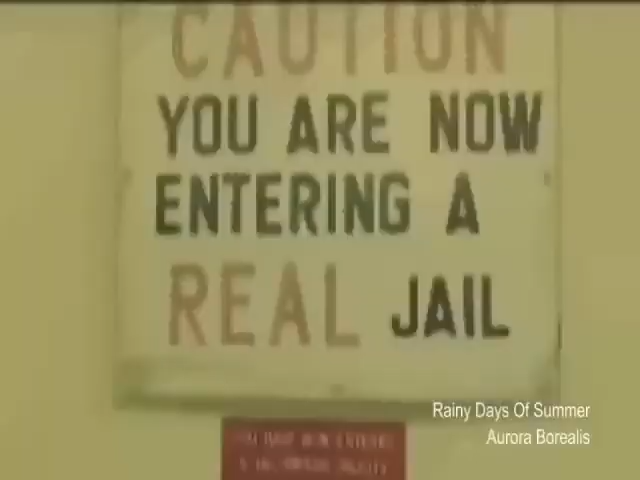 CAUTION
YOU ARE NOW
ENTERING A
REAL JAIL
Rainy Days Of Summer
Aurora Borealis